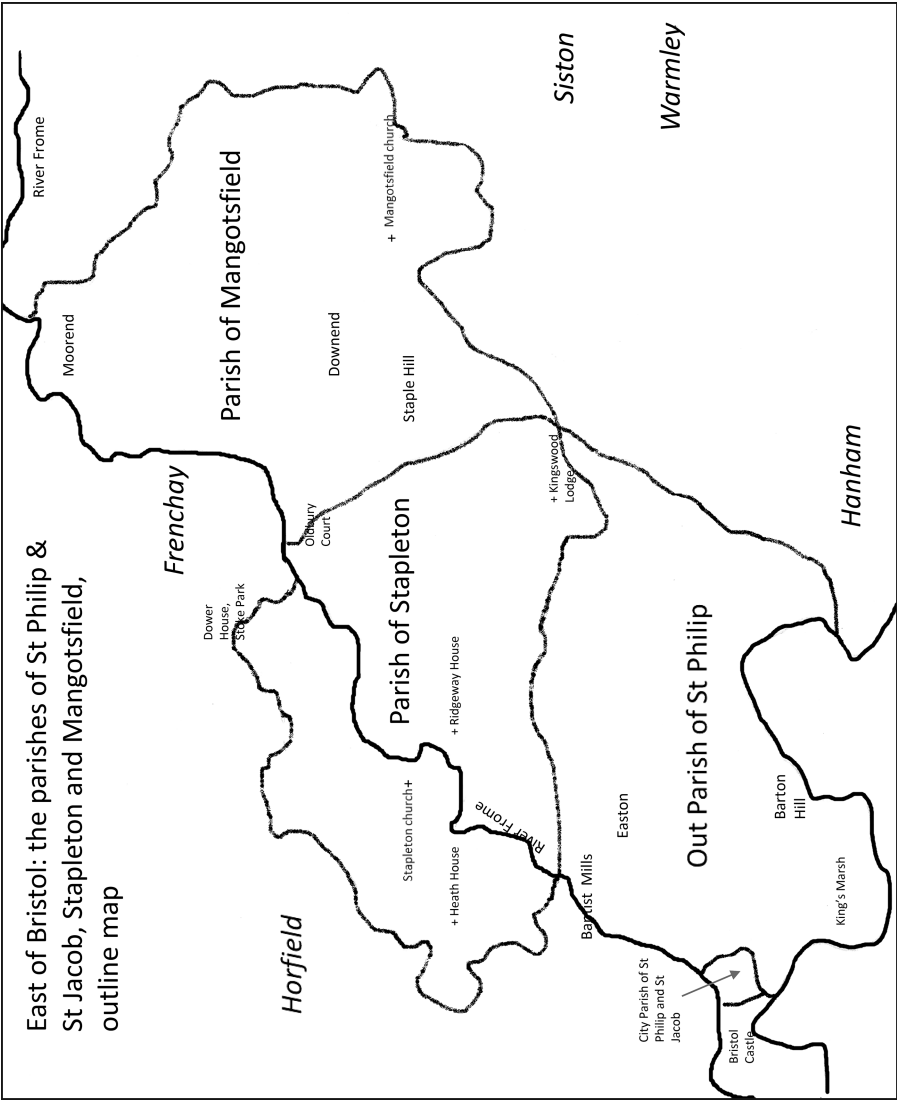 East of Bristol: the parishes of St Philip &
St Jacob, Stapleton and Mangotsfield,
outline map
River Frome
Moorend
Frenchay
Parish of Mangotsfield
Downend
+ Mangotsfield church
Staple Hill
Siston
Warmley
Dower
House,
Stoke Park
Oldbury
Court
Horfield
Parish of Stapleton
Stapleton church+
+ Ridgeway House
+ Heath House
River Frome
+ Kingswood
Lodge
Baptist Mills
Easton
City Parish of St
Philip and St
Jacob
Out Parish of St Philip
Bristol
Castle
Barton
Hill
King's Marsh
Hanham